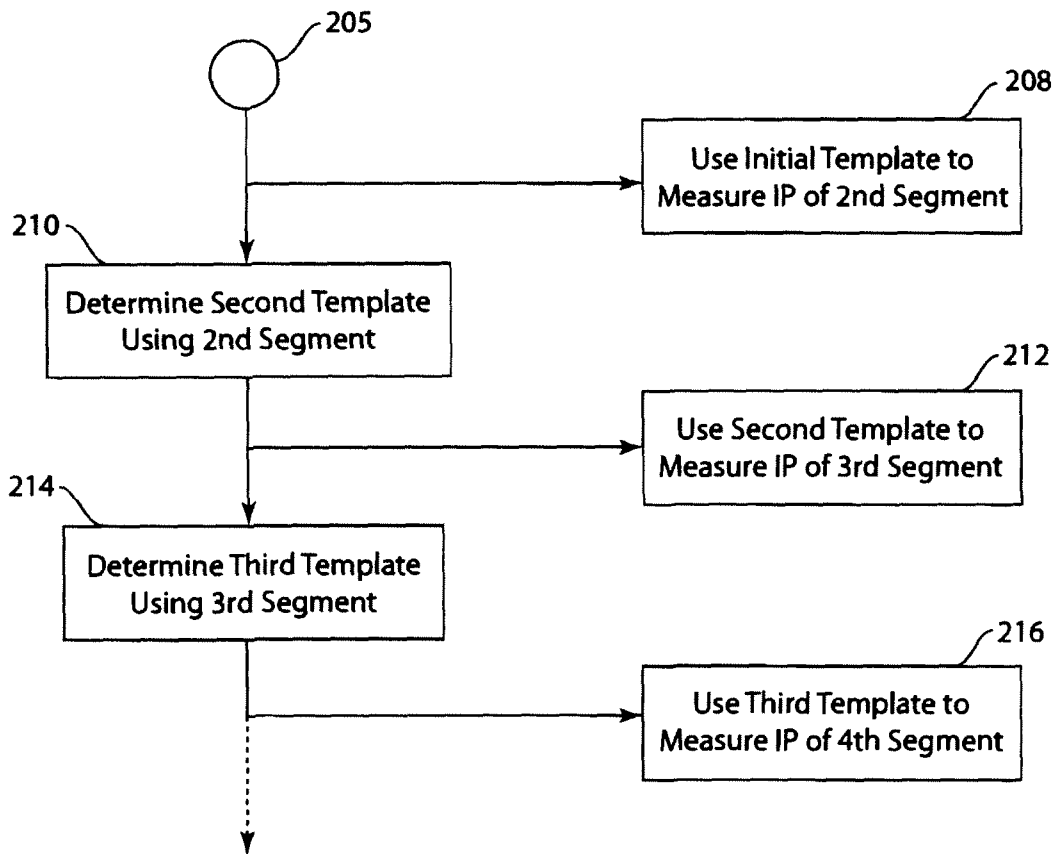 205
208
Use Initial Template to
Measure IP of 2nd Segment
210
Determine Second Template
Using 2nd Segment
212
Use Second Template to
Measure IP of 3rd Segment
214
Determine Third Template
Using 3rd Segment
216
Use Third Template to
Measure IP of 4th Segment